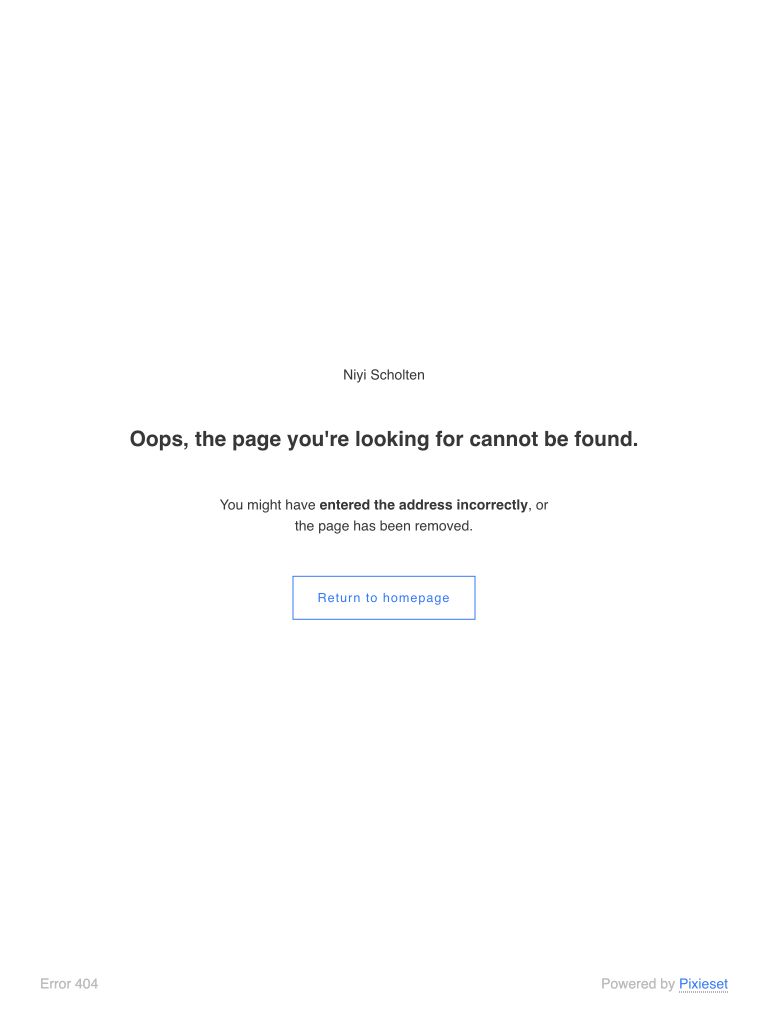 Niyi Scholten
Oops, the page you're looking for cannot be found.
You might have entered the address incorrectly, or
the page has been removed.
Return to homepage
Error 404
Powered by Pixieset